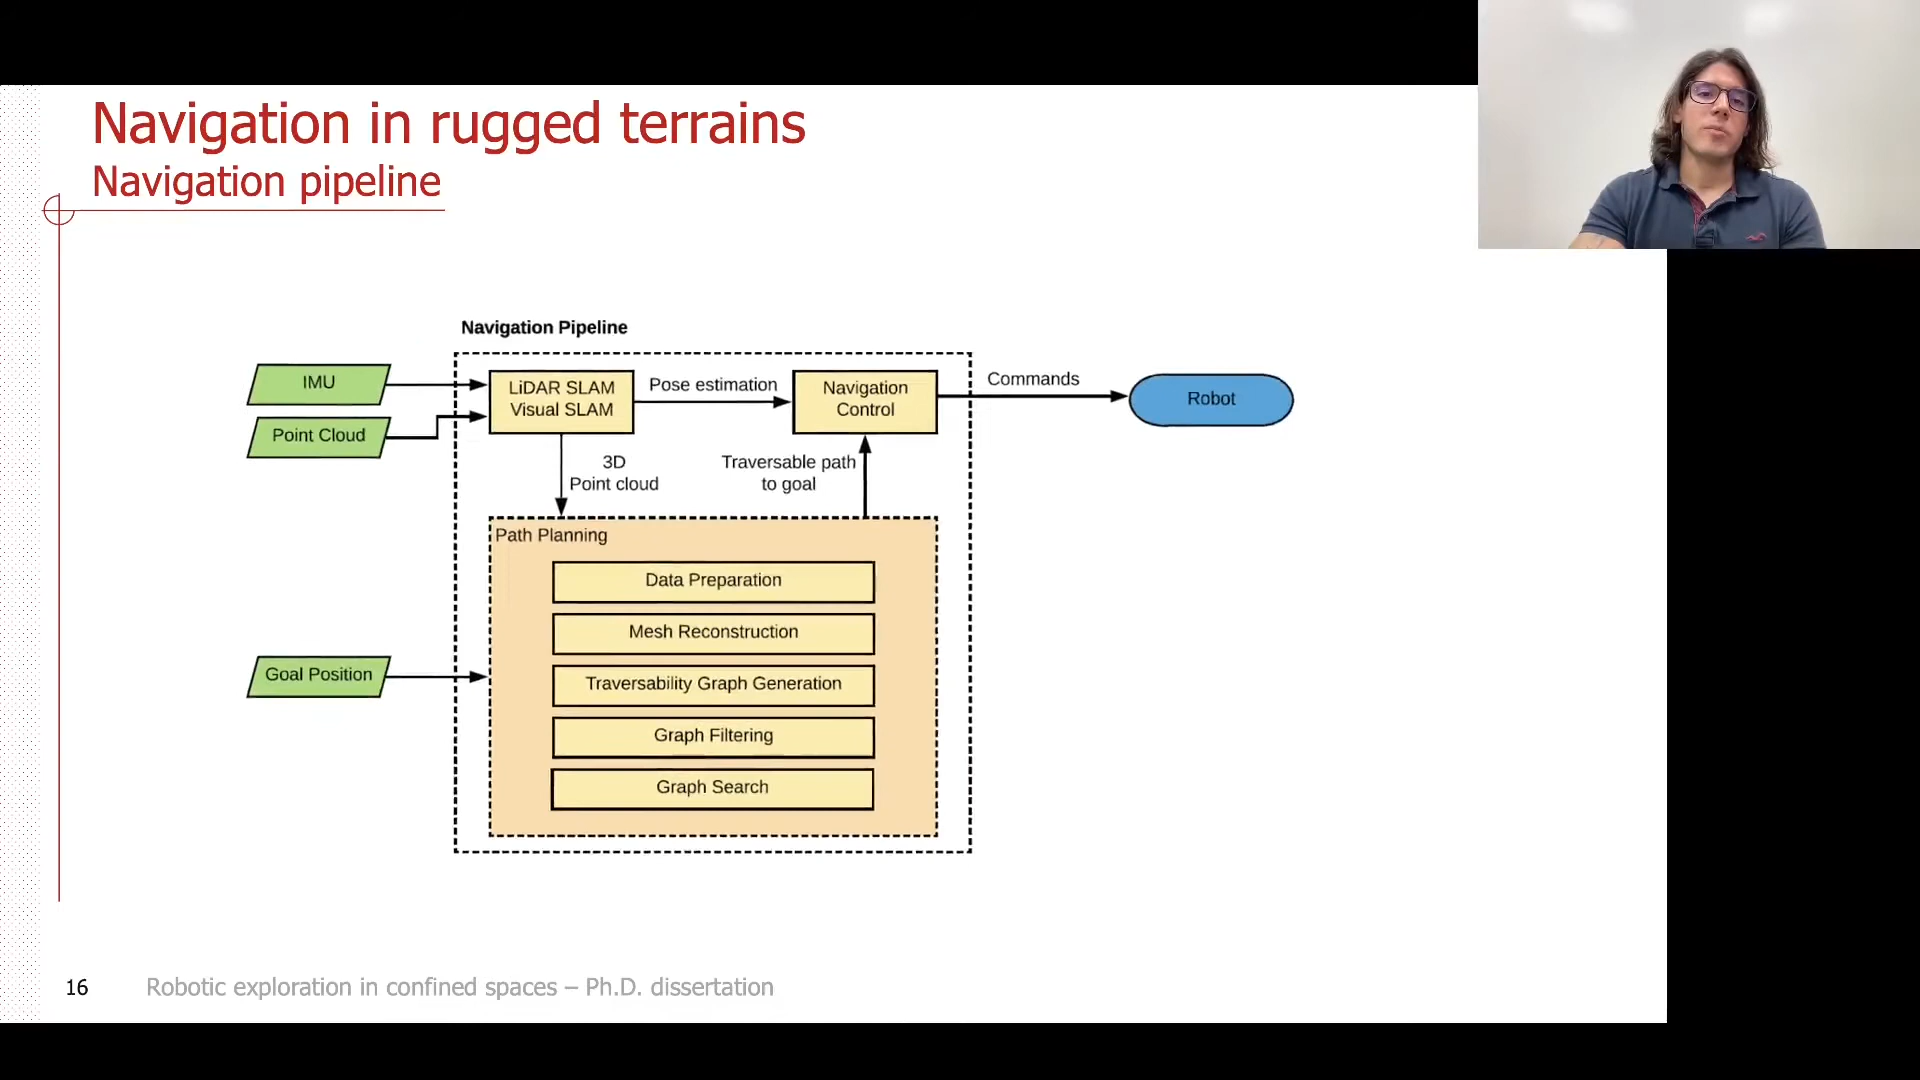 Navigation in rugged terrains
Navigation pipeline
Navigation Pipeline
IMU
Point Cloud
LiDAR SLAM
Visual SLAM
Pose estimation
Navigation
Control
Commands
Robot
3D
Point cloud
Traversable path
to goal
Path Planning
Data Preparation
Mesh Reconstruction
Traversability Graph Generation
Graph Filtering
Graph Search
Goal Position
16
Robotic exploration in confined spaces – Ph.D. dissertation